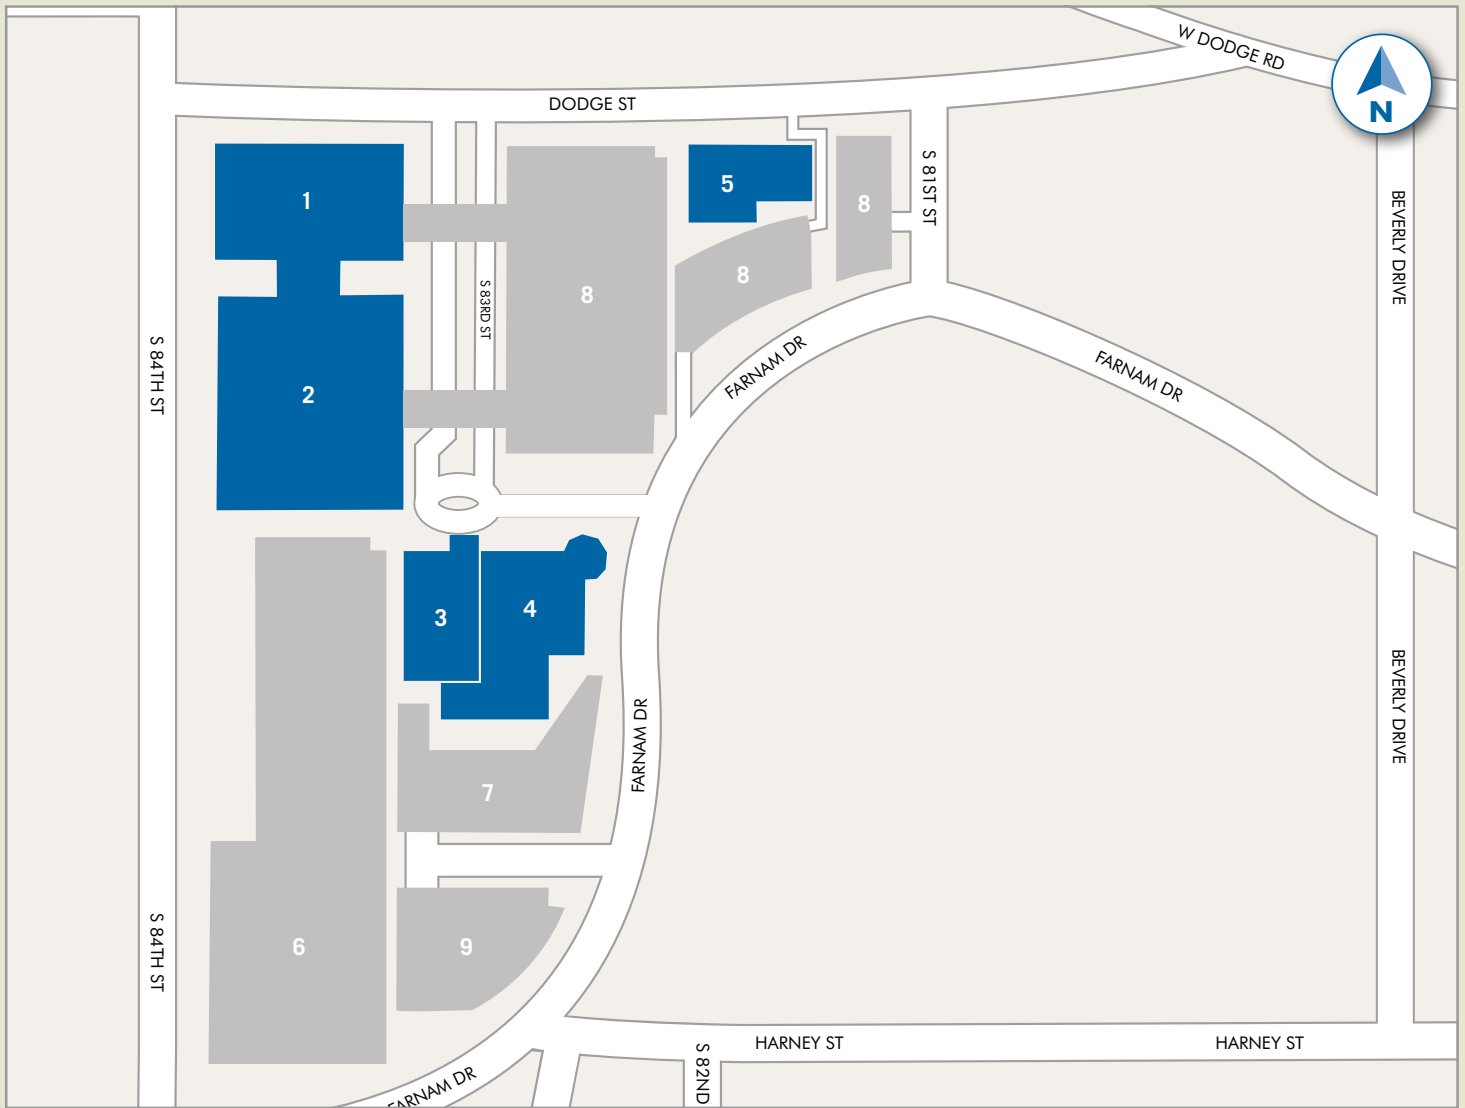 W DODGE RD
N
DODGE ST
S 81ST ST
BEVERLY DRIVE
1
5
8
8
8
S 83RD ST
S 84TH ST
2
FARNAM DR
FARNAM DR
3
4
BEVERLY DRIVE
FARNAM DR
7
6
9
S 84TH ST
HARNEY ST
HARNEY ST
S 82ND
FARNAM DR